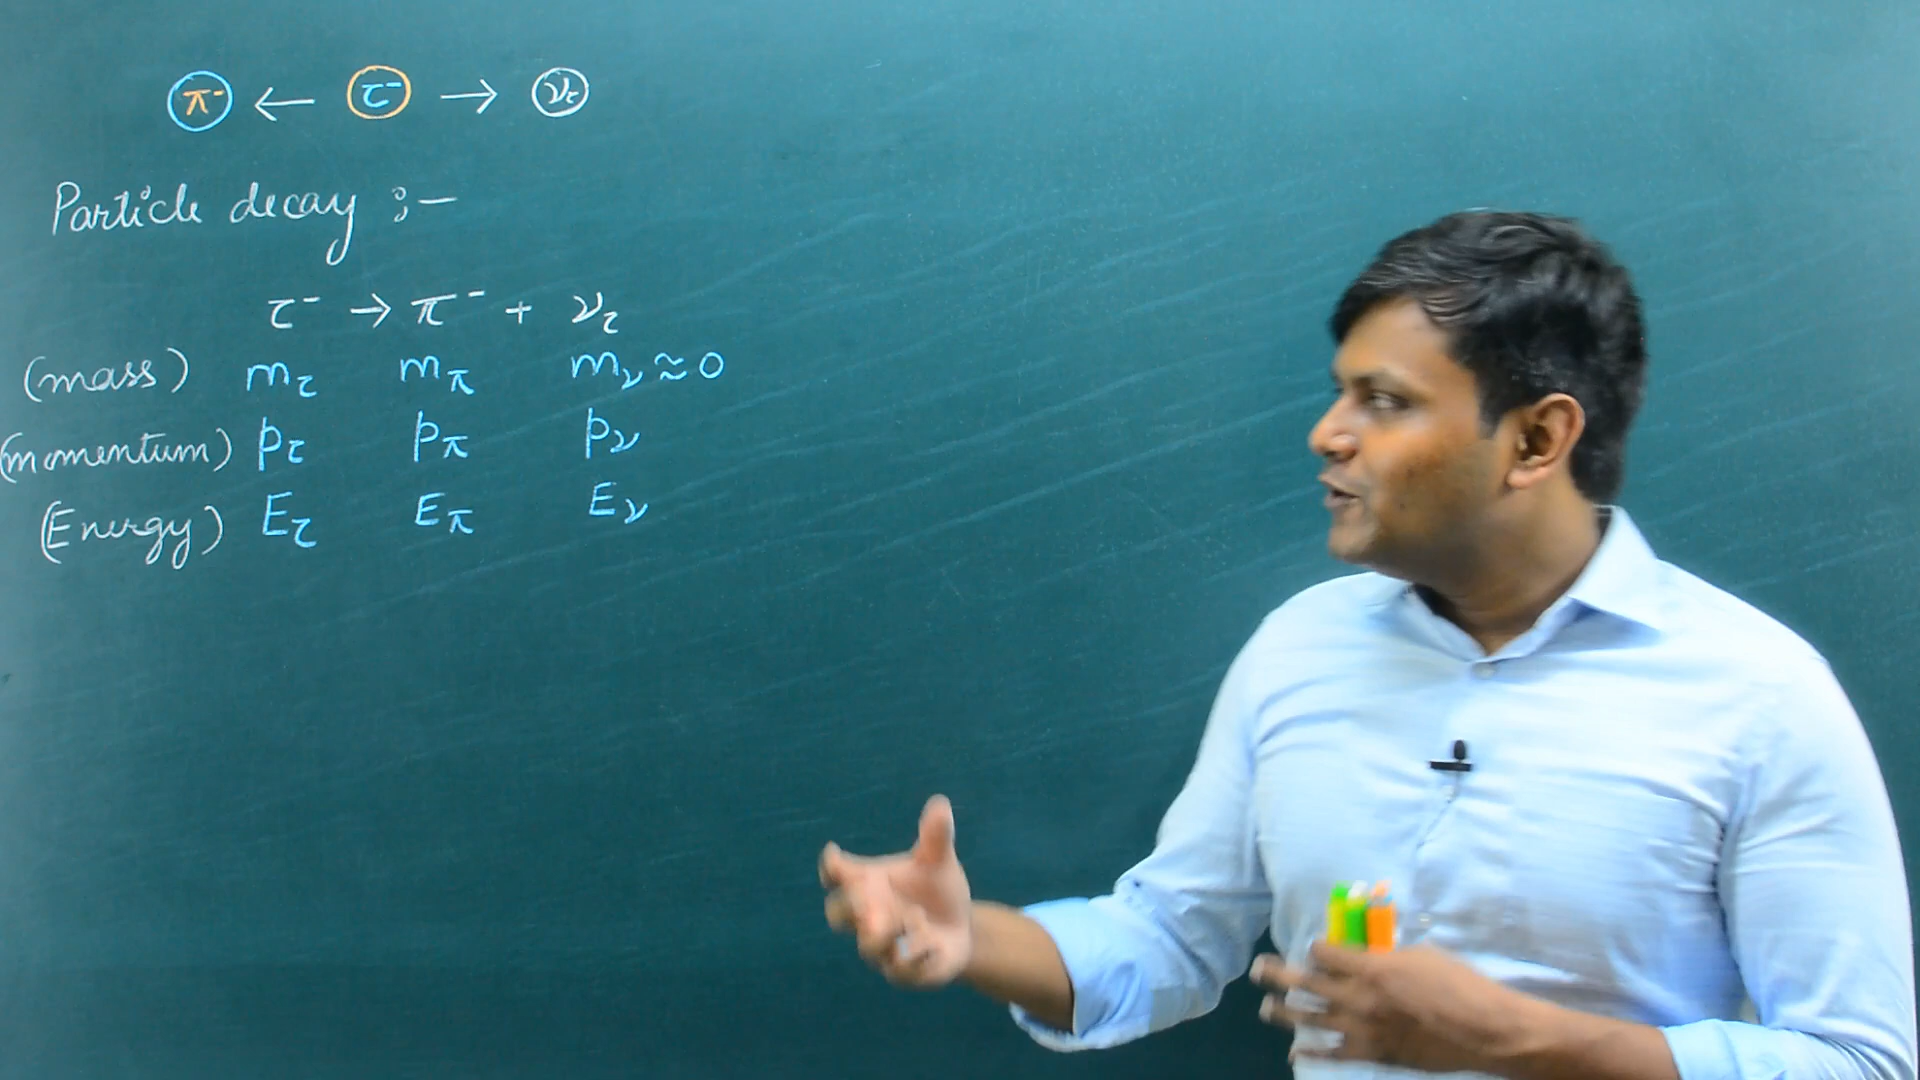 π⁻ ← τ⁻ → ν_τ
Particle decay :-
τ⁻ → π⁻ + ν_τ
(mass) m_τ m_π m_ν ≈ 0
(momentum) p_τ p_π p_ν
(Energy) E_τ E_π E_ν